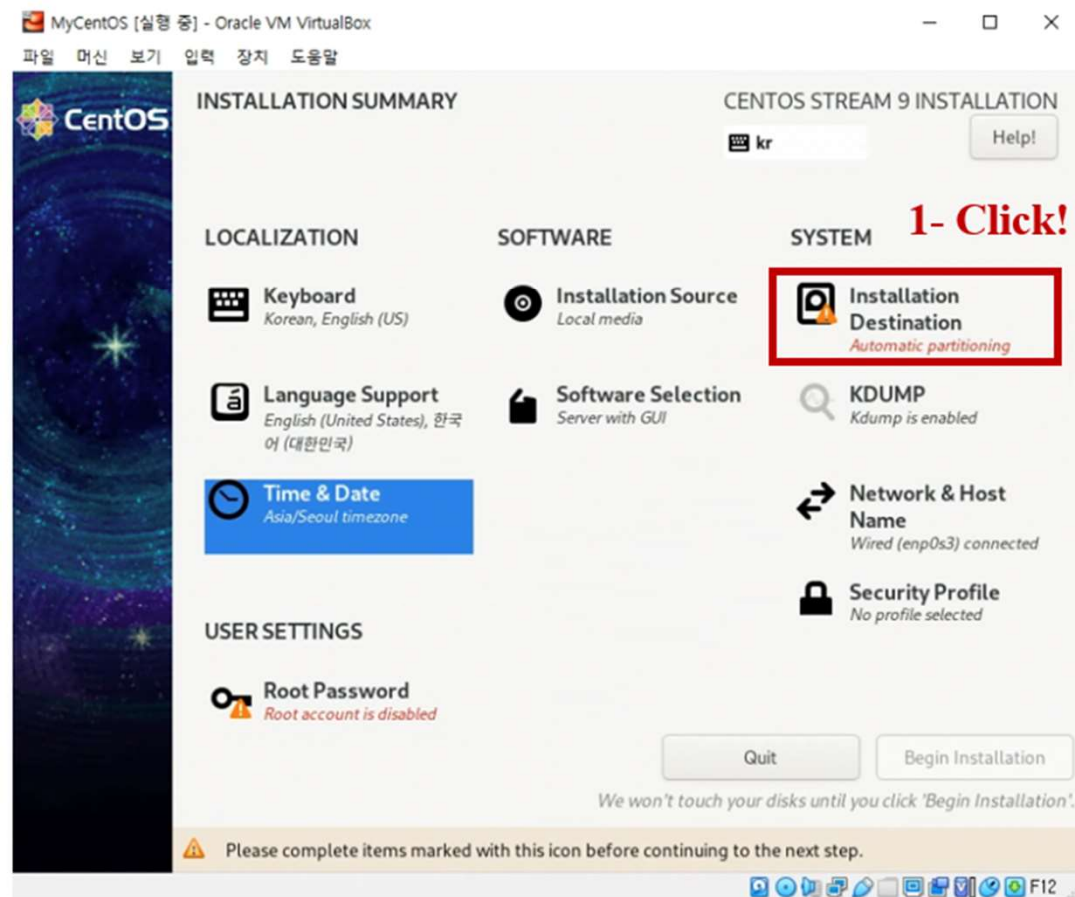 MyCentOS [실행 중] - Oracle VM VirtualBox
파일 머신 보기 입력 장치 도움말
CentOS
INSTALLATION SUMMARY
CENTOS STREAM 9 INSTALLATION
kr
Help!
1- Click!
LOCALIZATION
Keyboard
Korean, English (US)
Language Support
English (United States), 한국
어 (대한민국)
Time & Date
Asia/Seoul timezone
SOFTWARE
Installation Source
Local media
Software Selection
Server with GUI
SYSTEM
Installation
Destination
Automatic partitioning
KDUMP
Kdump is enabled
Network & Host
Name
Wired (enp0s3) connected
Security Profile
No profile selected
USER SETTINGS
Root Password
Root account is disabled
Quit
Begin Installation
We won't touch your disks until you click 'Begin Installation'.
Please complete items marked with this icon before continuing to the next step.
F12